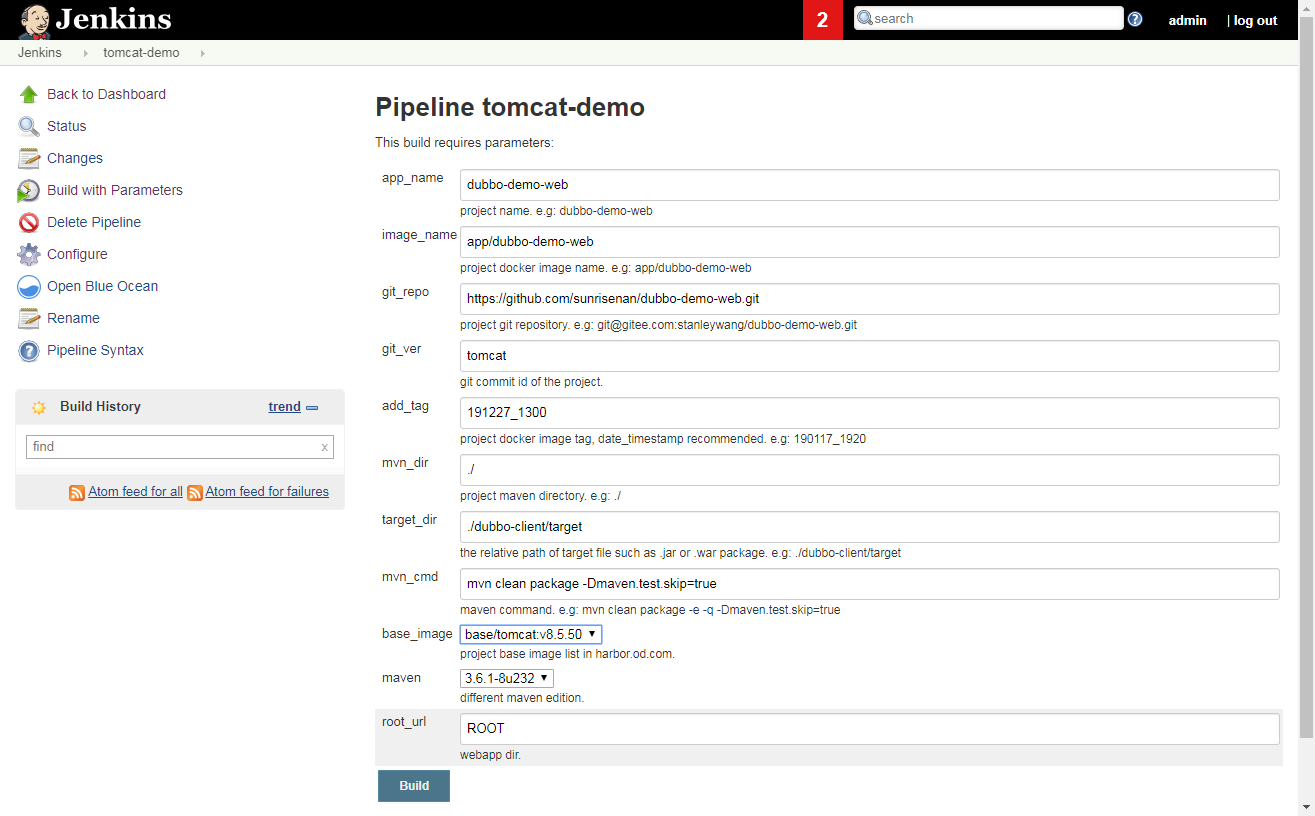 Jenkins
2
search
admin
| log out
Jenkins
tomcat-demo
Back to Dashboard
Status
Changes
Build with Parameters
Delete Pipeline
Configure
Open Blue Ocean
Rename
Pipeline Syntax
Build History
trend
find
x
Atom feed for all
Atom feed for failures
Pipeline tomcat-demo
This build requires parameters:
app_name
dubbo-demo-web
project name. e.g: dubbo-demo-web
image_name
app/dubbo-demo-web
project docker image name. e.g: app/dubbo-demo-web
git_repo
https://github.com/sunrisenan/dubbo-demo-web.git
project git repository. e.g: git@gitee.com:stanleywang/dubbo-demo-web.git
git_ver
tomcat
git commit id of the project.
add_tag
191227_1300
project docker image tag, date_timestamp recommended. e.g: 190117_1920
mvn_dir
./
project maven directory. e.g: ./
target_dir
./dubbo-client/target
the relative path of target file such as .jar or .war package. e.g: ./dubbo-client/target
mvn_cmd
mvn clean package -Dmaven.test.skip=true
maven command. e.g: mvn clean package -e -q -Dmaven.test.skip=true
base_image
base/tomcat:v8.5.50
project base image list in harbor.od.com.
maven
3.6.1-8u232
different maven edition.
root_url
ROOT
webapp dir.
Build